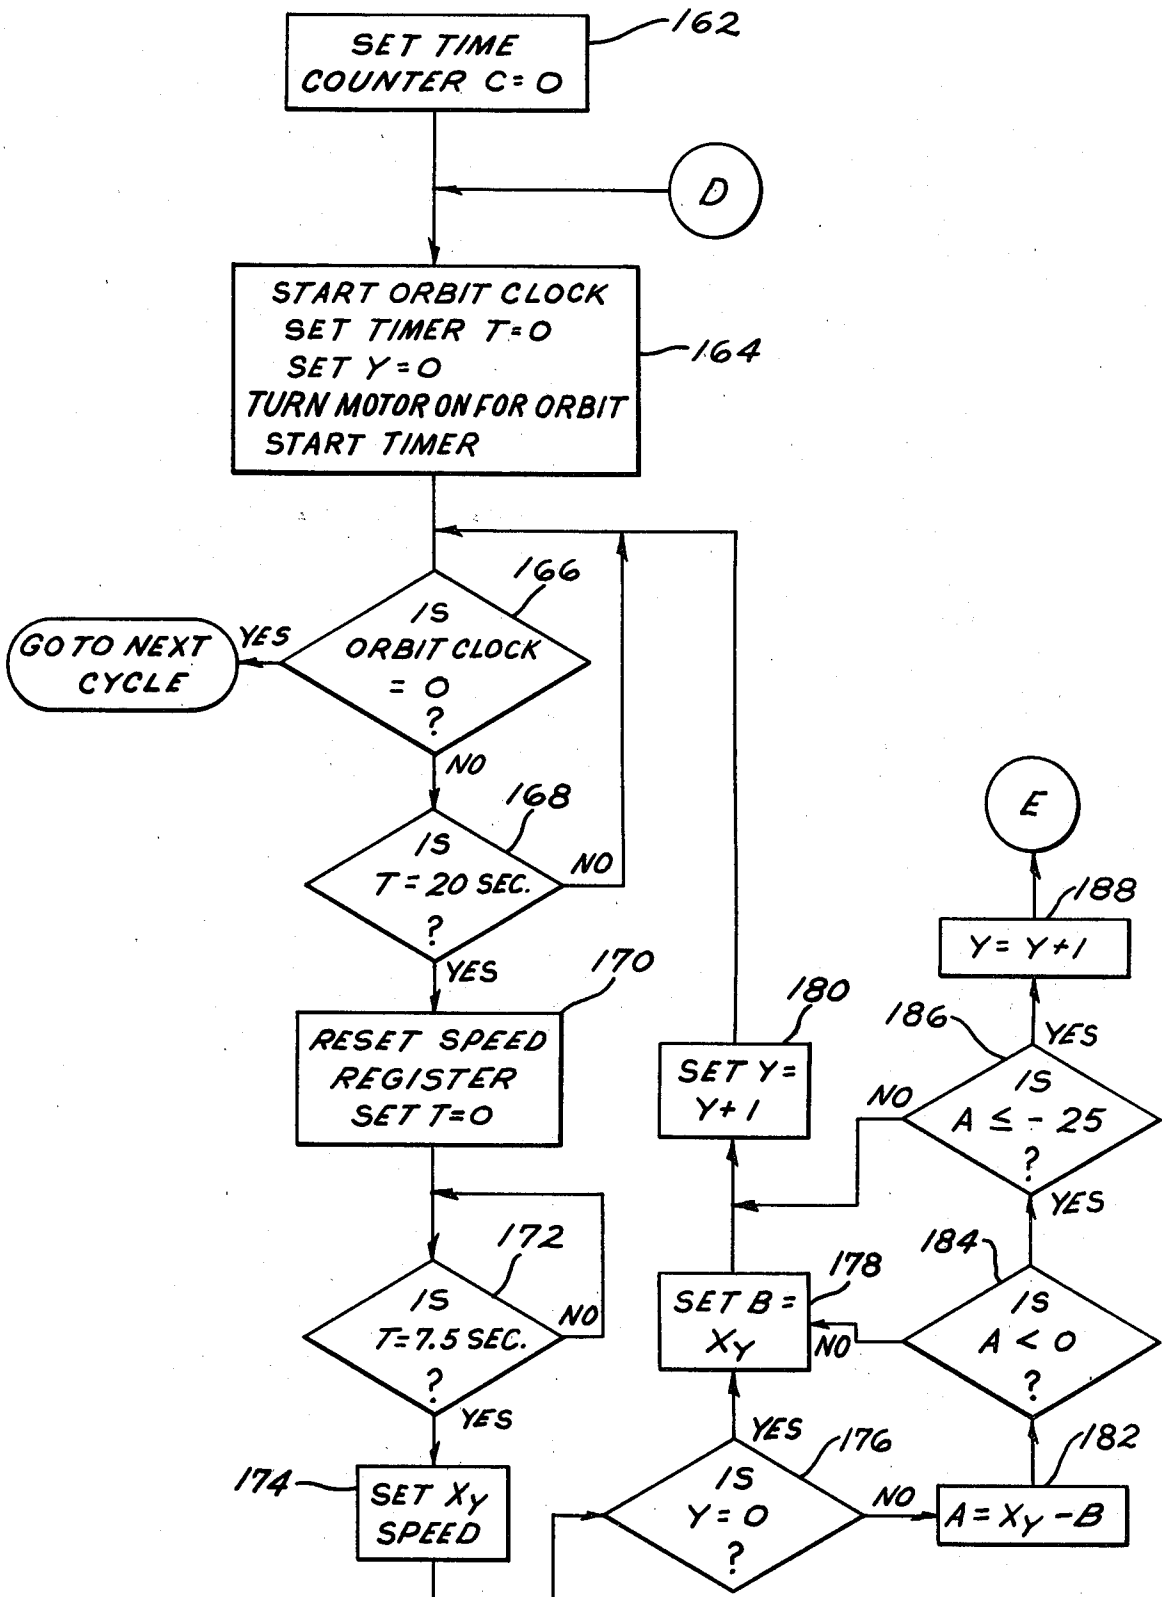 162
SET TIME
COUNTER C=0
D
START ORBIT CLOCK
SET TIMER T=0
SET Y=0
TURN MOTOR ON FOR ORBIT
START TIMER
164
166
IS
ORBIT CLOCK
= 0
?
YES
GO TO NEXT
CYCLE
NO
168
IS
T=20 SEC.
?
NO
YES
170
RESET SPEED
REGISTER
SET T=0
172
IS
T=7.5 SEC.
?
NO
YES
174
SET XY
SPEED
176
IS
Y=0
?
YES
NO
178
SET B=
XY
180
SET Y=
Y+1
182
A=XY-B
184
IS
A<0
?
NO
YES
186
IS
A≤-25
?
NO
YES
188
Y=Y+1
E